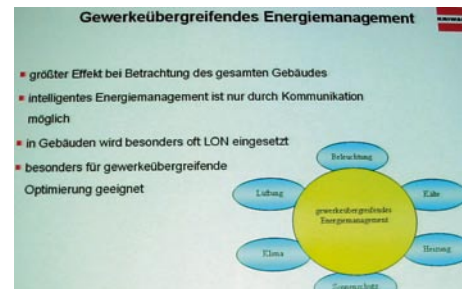 Gewerkeübergreifendes Energiemanagement
größter Effekt bei Betrachtung des gesamten Gebäudes
intelligentes Energiemanagement ist nur durch Kommunikation
möglich
in Gebäuden wird besonders oft LON eingesetzt
besonders für gewerkeübergreifende
Optimierung geeignet
Beleuchtung
Lüftung
Kälte
gewerkeübergreifendes
Energiemanagement
Klima
Heizung
Sonnenschutz